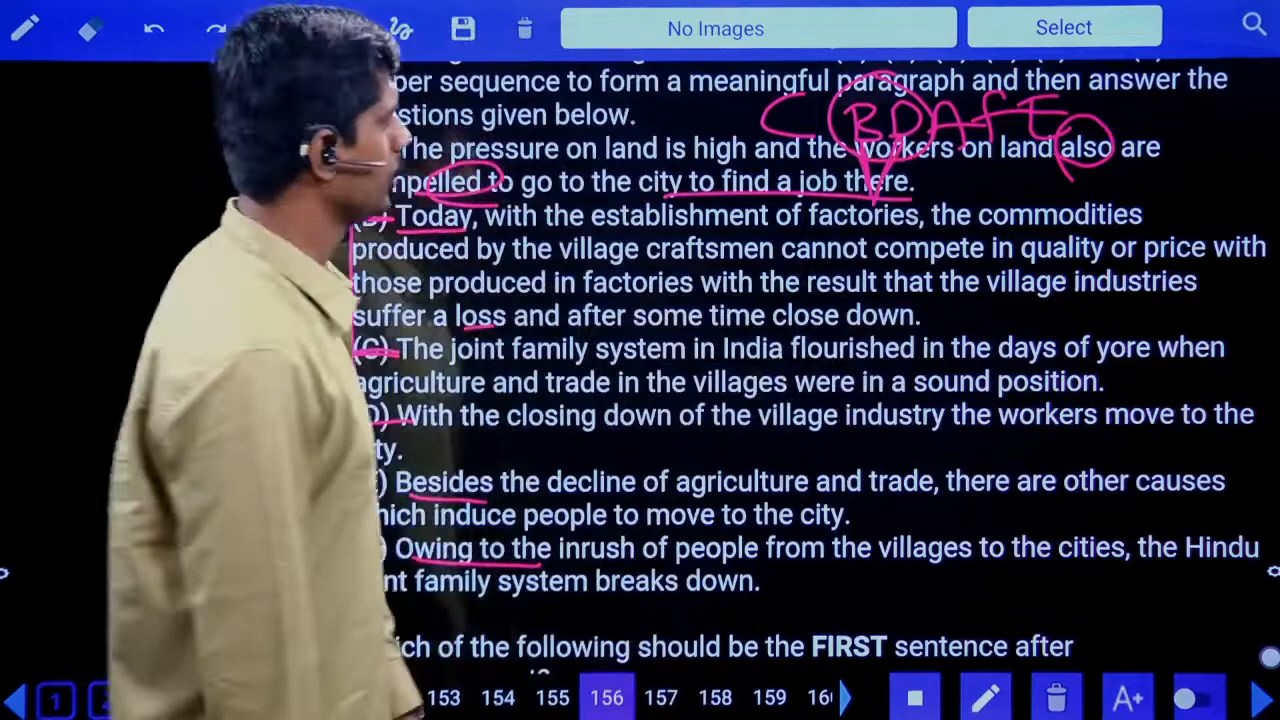 No Images
Select
per sequence to form a meaningful paragraph and then answer the
stions given below.
C BD A f E
The pressure on land is high and the workers on land also are
mpelled to go to the city to find a job there.
(B) Today, with the establishment of factories, the commodities
produced by the village craftsmen cannot compete in quality or price with
those produced in factories with the result that the village industries
suffer a loss and after some time close down.
(C) The joint family system in India flourished in the days of yore when
agriculture and trade in the villages were in a sound position.
D) With the closing down of the village industry the workers move to the
ty.
) Besides the decline of agriculture and trade, there are other causes
hich induce people to move to the city.
) Owing to the inrush of people from the villages to the cities, the Hindu
nt family system breaks down.
ich of the following should be the FIRST sentence after
1 2 153 154 155 156 157 158 159 16 A+